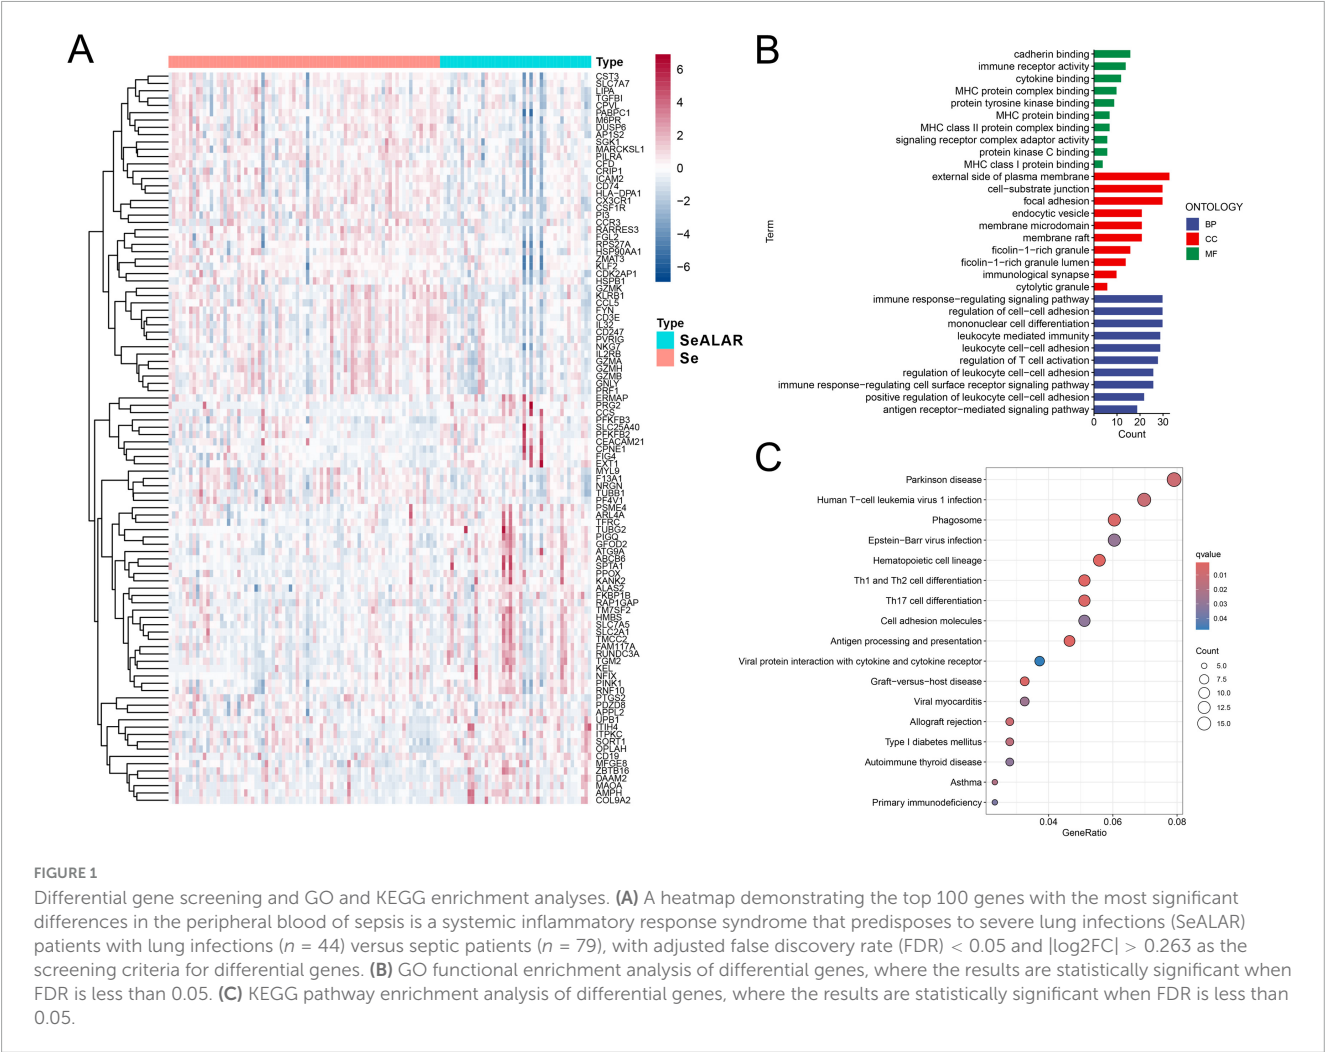 A
Type
CST3
SLC7A7
LIPA
TGFBI
CPVL
PABPC1
M6PR
DUSP6
AP1S2
SGK1
MARCKSL1
PILRA
CFD
CRIP1
ICAM2
CD74
HLA-DPA1
CX3CR1
CSF1R
PI3
CCR3
RARRES3
FGL2
RPS27A
HSP90AA1
ZMAT3
KLF2
CDK2AP1
HSPB1
GZMK
KLRB1
CCL5
FYN
CD3E
IL32
CD247
PVRIG
NKG7
IL2RB
GZMA
GZMH
GZMB
GNLY
PRF1
ERMAP
PRG2
CCS
PFKFB3
SLC25A40
PFKFB2
CEACAM21
CPNE1
FIG4
EXT1
MYL9
F13A1
NRGN
TUBB1
PF4V1
PSME4
ARL4A
TFRC
TUBG2
PIGQ
GFOD2
ATG9A
ABCB6
SPTA1
PPOX
KANK2
ALAS2
FKBP1B
RAP1GAP
TM7SF2
HMBS
SLC7A5
SLC2A1
TMCC2
FAM117A
RUNDC3A
TGM2
KEL
NFIX
PINK1
RNF10
PTGS2
PDZD8
APPL2
UPB1
ITIH4
ITPKC
SORT1
OPLAH
CD19
MFGE8
ZBTB16
DAAM2
MAOA
AMPH
COL9A2
6
4
2
0
−2
−4
−6
Type
SeALAR
Se
B
Term
cadherin binding
immune receptor activity
cytokine binding
MHC protein complex binding
protein tyrosine kinase binding
MHC protein binding
MHC class II protein complex binding
signaling receptor complex adaptor activity
protein kinase C binding
MHC class I protein binding
external side of plasma membrane
cell−substrate junction
focal adhesion
endocytic vesicle
membrane microdomain
membrane raft
ficolin−1−rich granule
ficolin−1−rich granule lumen
immunological synapse
cytolytic granule
immune response−regulating signaling pathway
regulation of cell−cell adhesion
mononuclear cell differentiation
leukocyte mediated immunity
leukocyte cell−cell adhesion
regulation of T cell activation
regulation of leukocyte cell−cell adhesion
immune response−regulating cell surface receptor signaling pathway
positive regulation of leukocyte cell−cell adhesion
antigen receptor−mediated signaling pathway
0 10 20 30
Count
ONTOLOGY
BP
CC
MF
C
Parkinson disease
Human T−cell leukemia virus 1 infection
Phagosome
Epstein−Barr virus infection
Hematopoietic cell lineage
Th1 and Th2 cell differentiation
Th17 cell differentiation
Cell adhesion molecules
Antigen processing and presentation
Viral protein interaction with cytokine and cytokine receptor
Graft−versus−host disease
Viral myocarditis
Allograft rejection
Type I diabetes mellitus
Autoimmune thyroid disease
Asthma
Primary immunodeficiency
0.04 0.06 0.08
GeneRatio
qvalue
0.01
0.02
0.03
0.04
Count
5.0
7.5
10.0
12.5
15.0
FIGURE 1
Differential gene screening and GO and KEGG enrichment analyses. (A) A heatmap demonstrating the top 100 genes with the most significant
differences in the peripheral blood of sepsis is a systemic inflammatory response syndrome that predisposes to severe lung infections (SeALAR)
patients with lung infections (n = 44) versus septic patients (n = 79), with adjusted false discovery rate (FDR) < 0.05 and |log2FC| > 0.263 as the
screening criteria for differential genes. (B) GO functional enrichment analysis of differential genes, where the results are statistically significant when
FDR is less than 0.05. (C) KEGG pathway enrichment analysis of differential genes, where the results are statistically significant when FDR is less than
0.05.